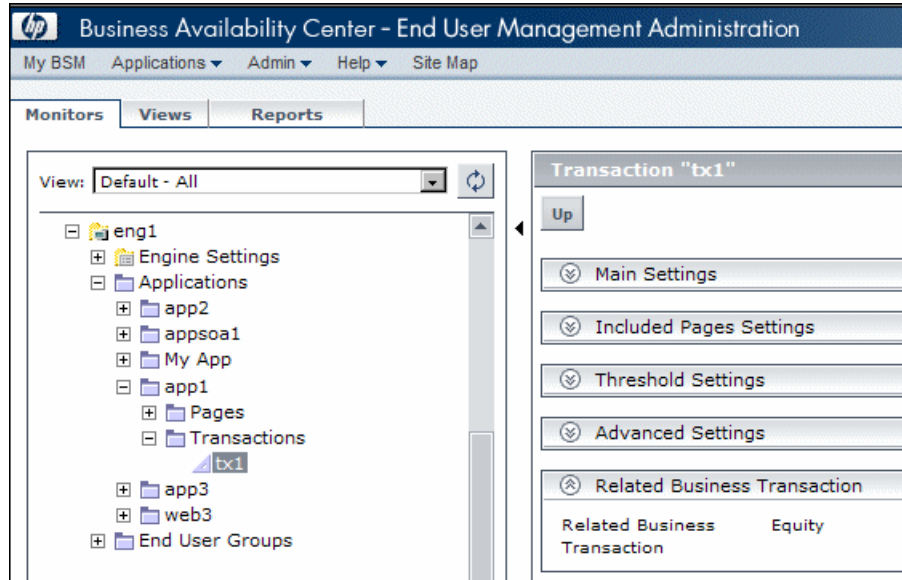 hp Business Availability Center - End User Management Administration
My BSM Applications Admin Help Site Map
Monitors Views Reports
View: Default - All
eng1
Engine Settings
Applications
app2
appsoa1
My App
app1
Pages
Transactions
tx1
app3
web3
End User Groups
Transaction "tx1"
Up
Main Settings
Included Pages Settings
Threshold Settings
Advanced Settings
Related Business Transaction
Related Business Equity
Transaction